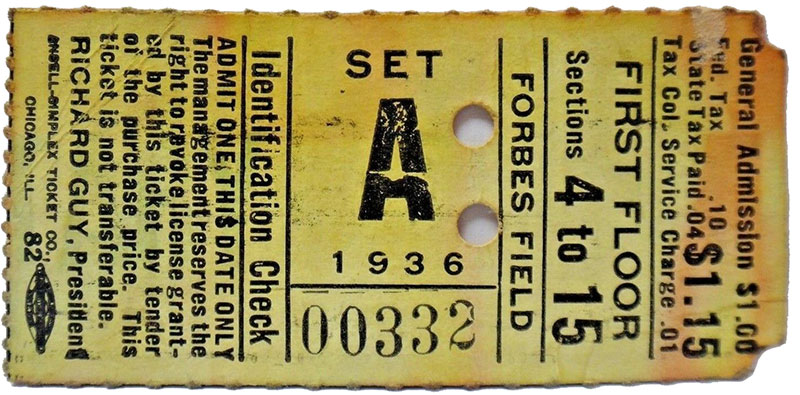 General Admission $1.00
Fed. Tax .10
State Tax Paid .04
Tax Col. Service Charge .01
$1.15
FIRST FLOOR
Sections 4 to 15
FORBES FIELD
SET
A
1936
00332
Identification Check
ADMIT ONE, THIS DATE ONLY
The management reserves the
right to revoke license grant-
ed by this ticket by tender
of the purchase price. This
ticket is not transferable.
RICHARD GUY, President
ANSELL-SIMPLEX TICKET CO.,
CHICAGO, ILL.
82